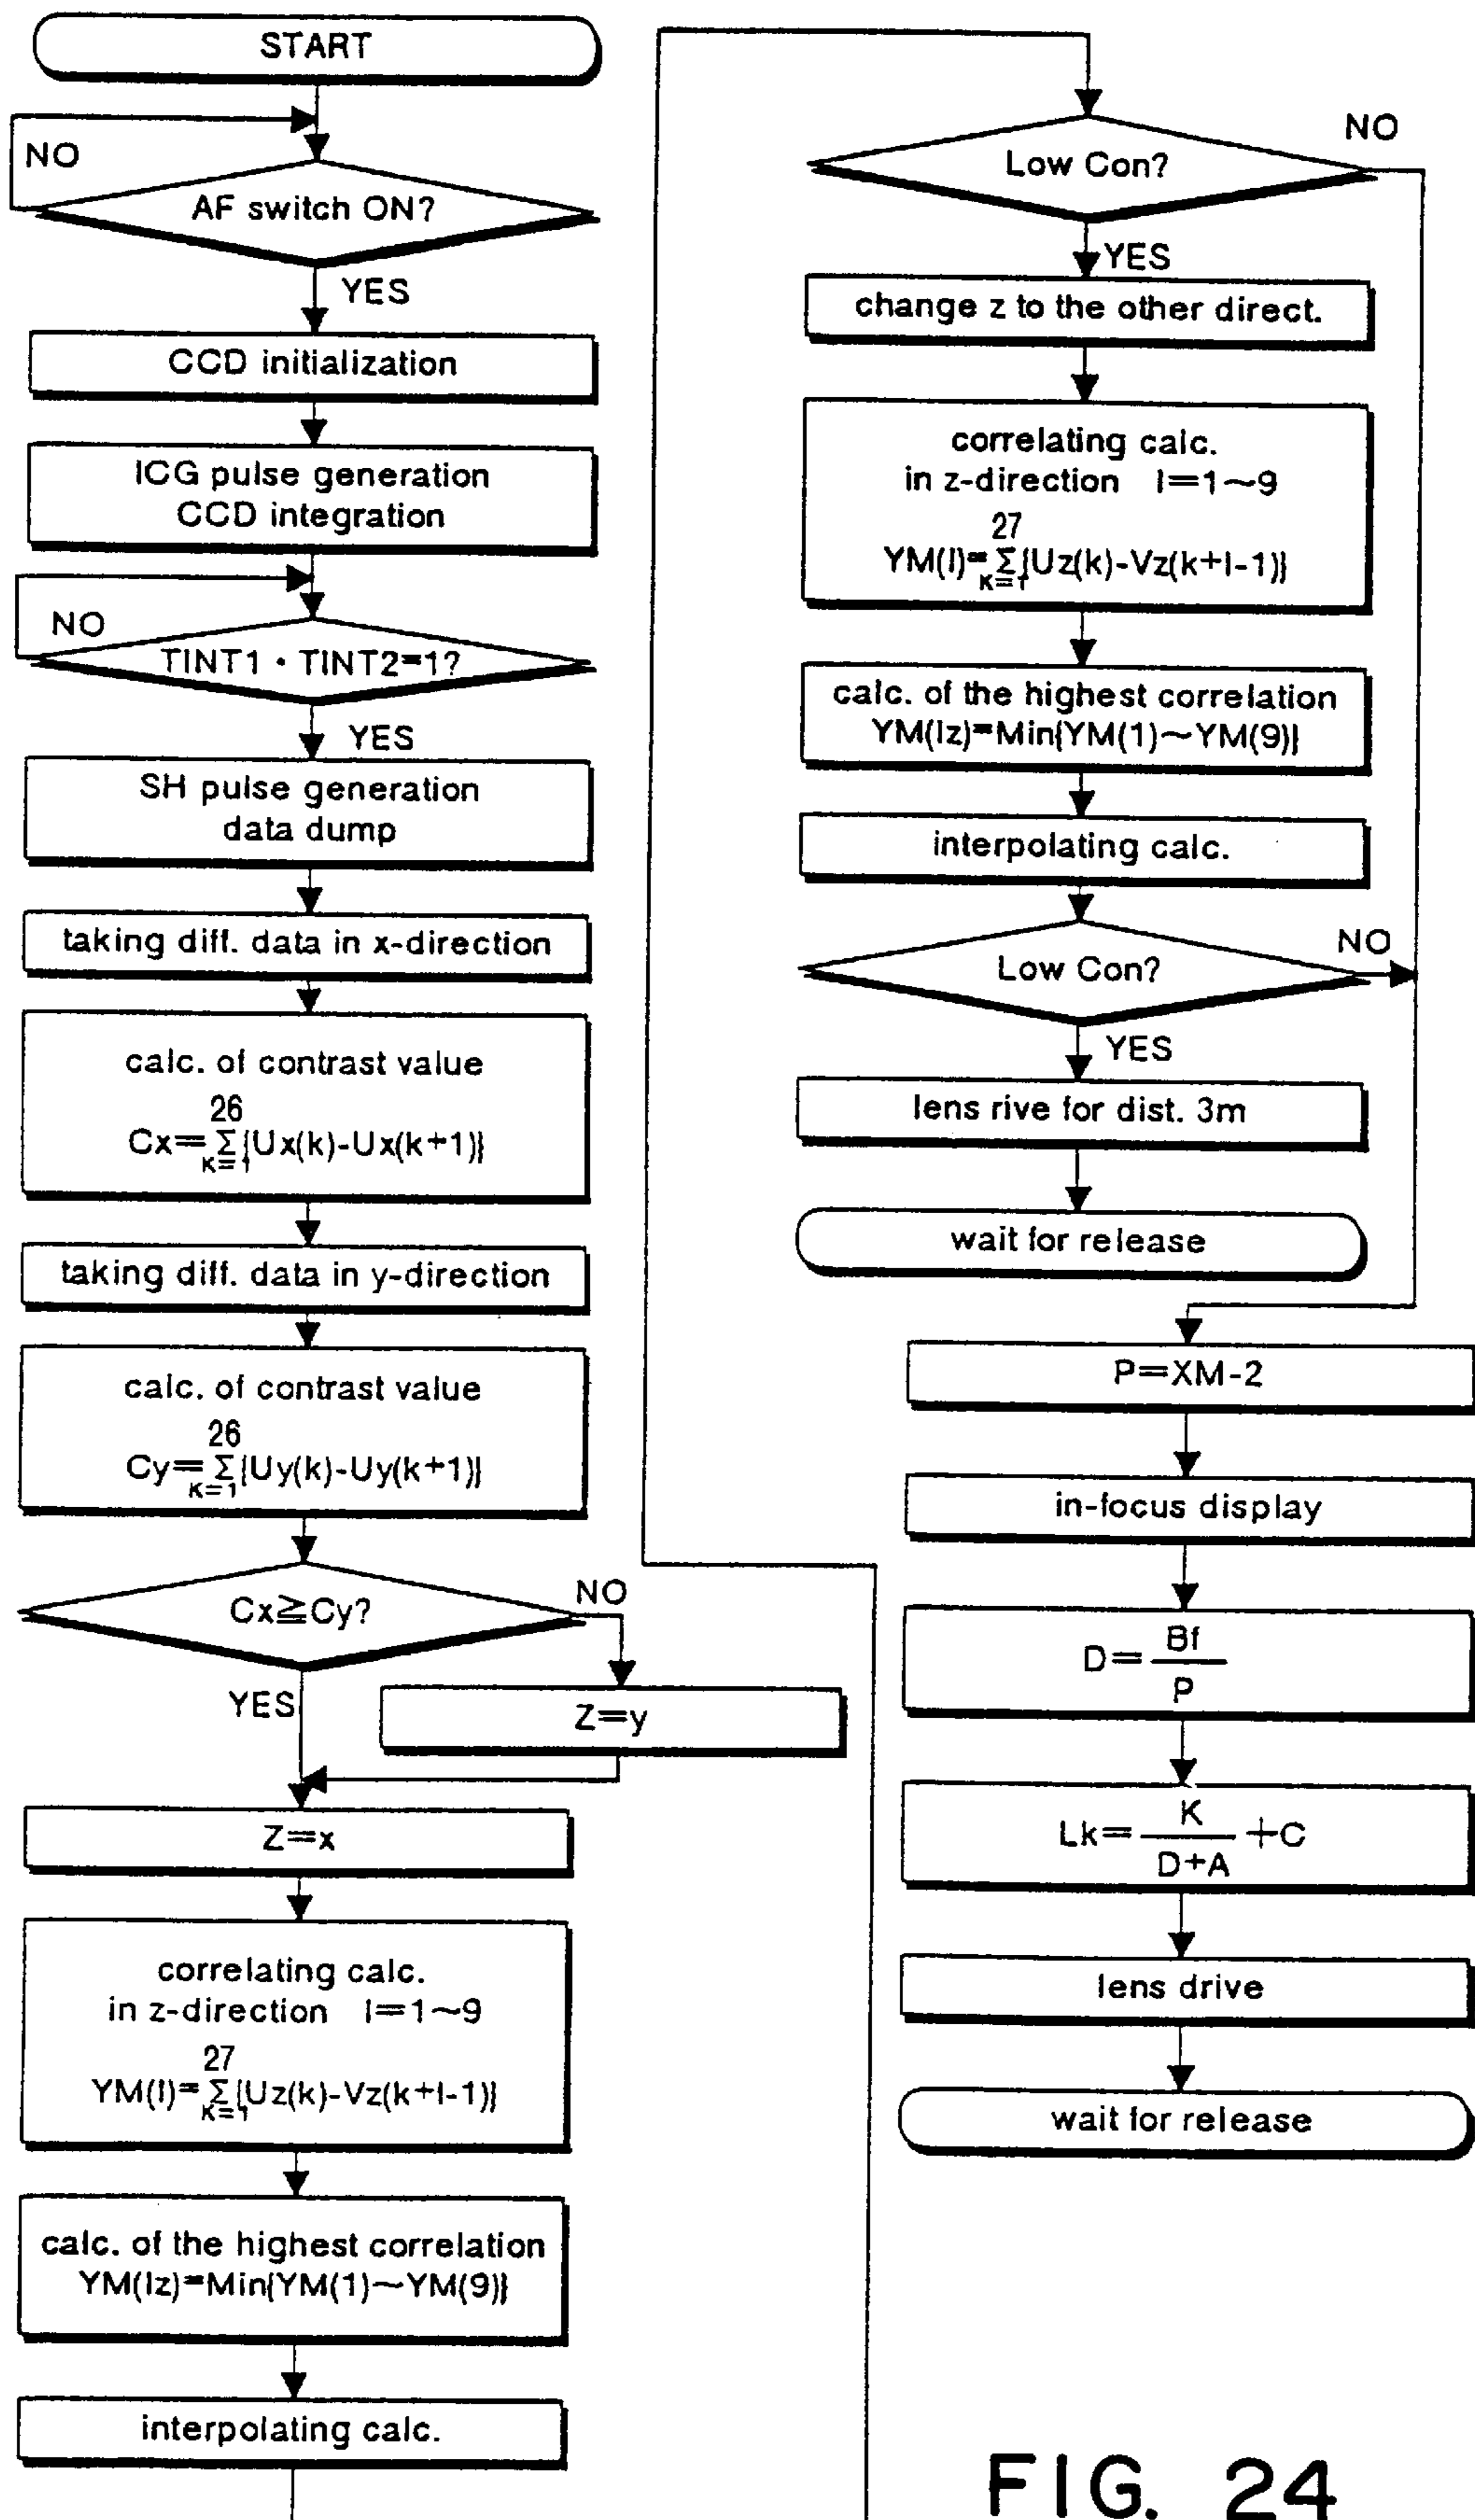 START
NO
AF switch ON?
YES
CCD initialization
ICG pulse generation
CCD integration
NO
TINT1・TINT2=1?
YES
SH pulse generation
data dump
taking diff. data in x-direction
calc. of contrast value
26
Cx=Σ{Ux(k)-Ux(k+1)}
K=1
taking diff. data in y-direction
calc. of contrast value
26
Cy=Σ{Uy(k)-Uy(k+1)}
K=1
Cx≧Cy?
NO
YES
Z=y
Z=x
correlating calc.
in z-direction l=1~9
27
YM(l)=Σ{Uz(k)-Vz(k+l-1)}
K=1
calc. of the highest correlation
YM(lz)=Min{YM(1)~YM(9)}
interpolating calc.
Low Con?
NO
YES
change z to the other direct.
correlating calc.
in z-direction l=1~9
27
YM(l)=Σ{Uz(k)-Vz(k+l-1)}
K=1
calc. of the highest correlation
YM(lz)=Min{YM(1)~YM(9)}
interpolating calc.
Low Con?
NO
YES
lens rive for dist. 3m
wait for release
P=XM-2
in-focus display
D=Bf
P
Lk=K+C
D+A
lens drive
wait for release
FIG. 24